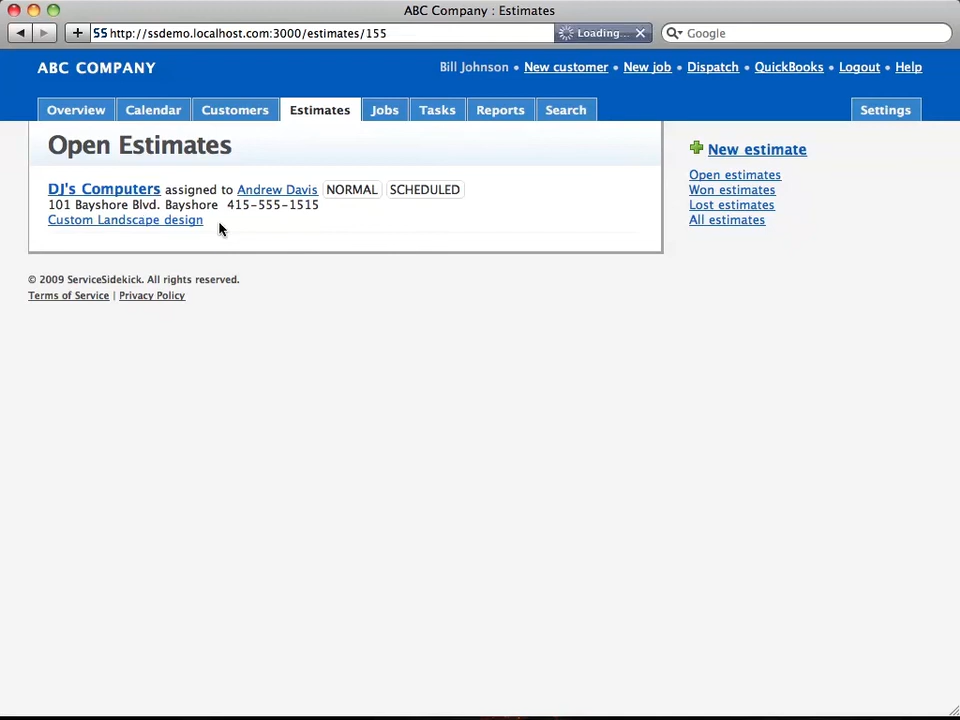 ABC Company : Estimates
SS http://ssdemo.localhost.com:3000/estimates/155
Loading...
Google
ABC COMPANY
Bill Johnson • New customer • New job • Dispatch • QuickBooks • Logout • Help
Overview
Calendar
Customers
Estimates
Jobs
Tasks
Reports
Search
Settings
Open Estimates
DJ's Computers assigned to Andrew Davis NORMAL SCHEDULED
101 Bayshore Blvd. Bayshore 415-555-1515
Custom Landscape design
New estimate
Open estimates
Won estimates
Lost estimates
All estimates
© 2009 ServiceSidekick. All rights reserved.
Terms of Service | Privacy Policy